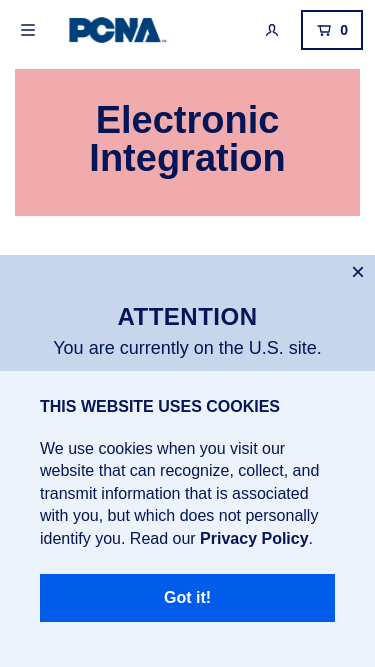 PCNA
0
Electronic
Integration
ATTENTION
You are currently on the U.S. site.
THIS WEBSITE USES COOKIES
We use cookies when you visit our
website that can recognize, collect, and
transmit information that is associated
with you, but which does not personally
identify you. Read our Privacy Policy.
Got it!